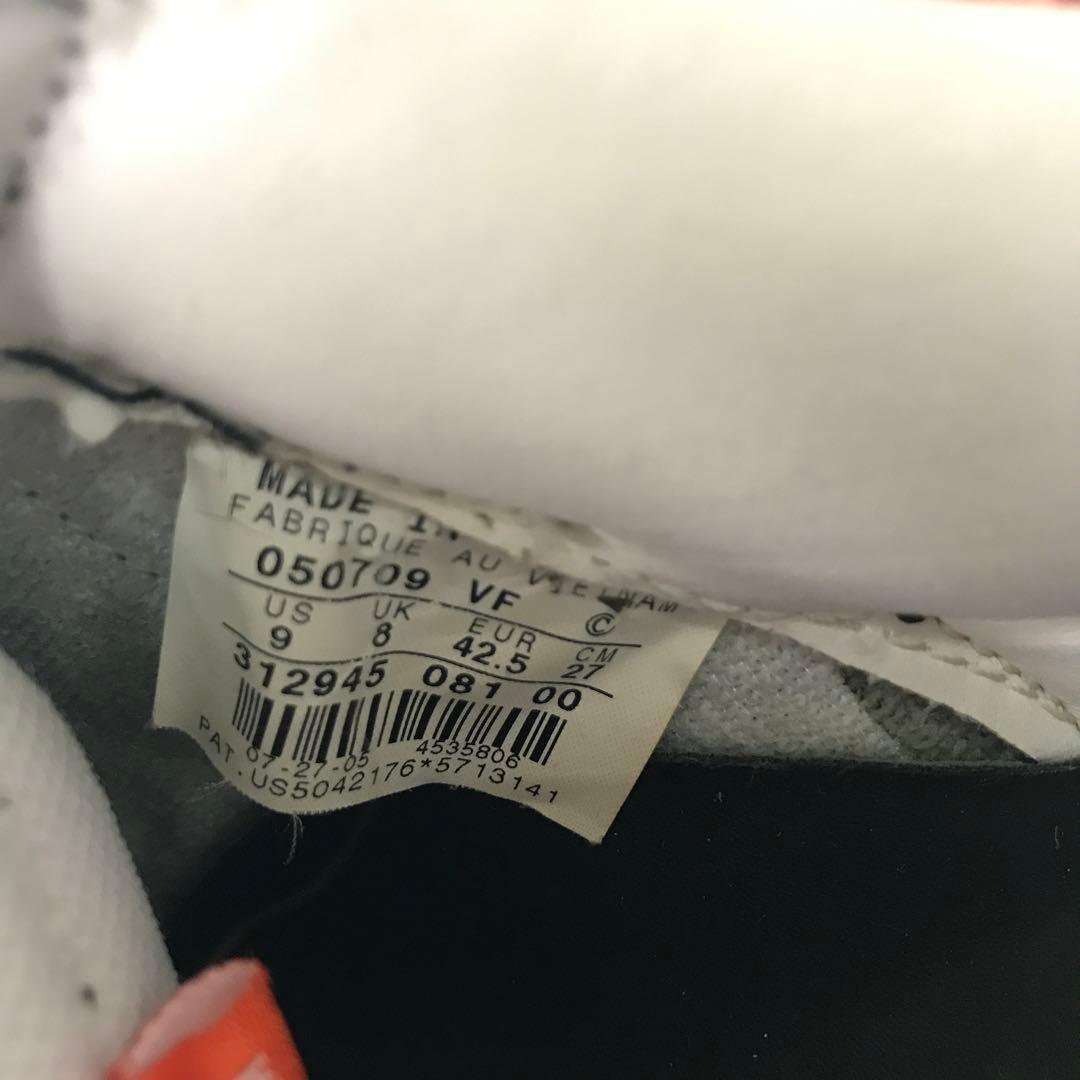 MADE IN
FABRIQUE AU VIETNAM
050709 VF ©
US UK EUR CM
9 8 42.5 27
312945 081 00
07-27-05 4535806
PAT.US5042176*5713141